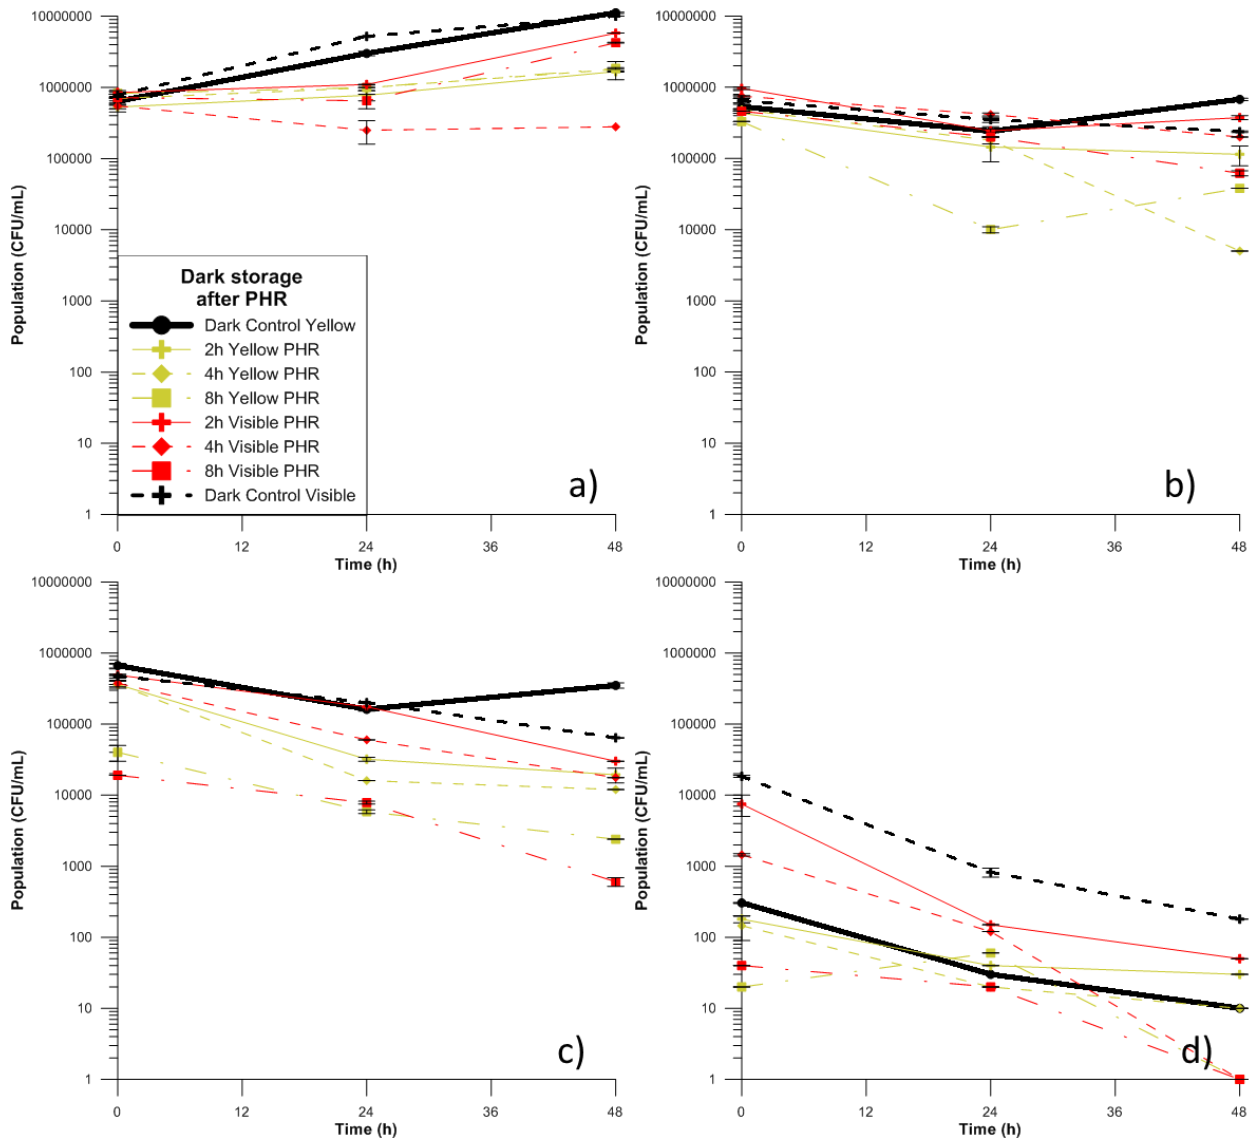 10000000
1000000
100000
10000
1000
100
10
1
Population (CFU/mL)
Dark storage
after PHR
Dark Control Yellow
2h Yellow PHR
4h Yellow PHR
8h Yellow PHR
2h Visible PHR
4h Visible PHR
8h Visible PHR
Dark Control Visible
a)
0 12 24 36 48
Time (h)
10000000
1000000
100000
10000
1000
100
10
1
Population (CFU/mL)
b)
0 12 24 36 48
Time (h)
10000000
1000000
100000
10000
1000
100
10
1
Population (CFU/mL)
c)
0 12 24 36 48
Time (h)
10000000
1000000
100000
10000
1000
100
10
1
Population (CFU/mL)
d)
0 12 24 36 48
Time (h)